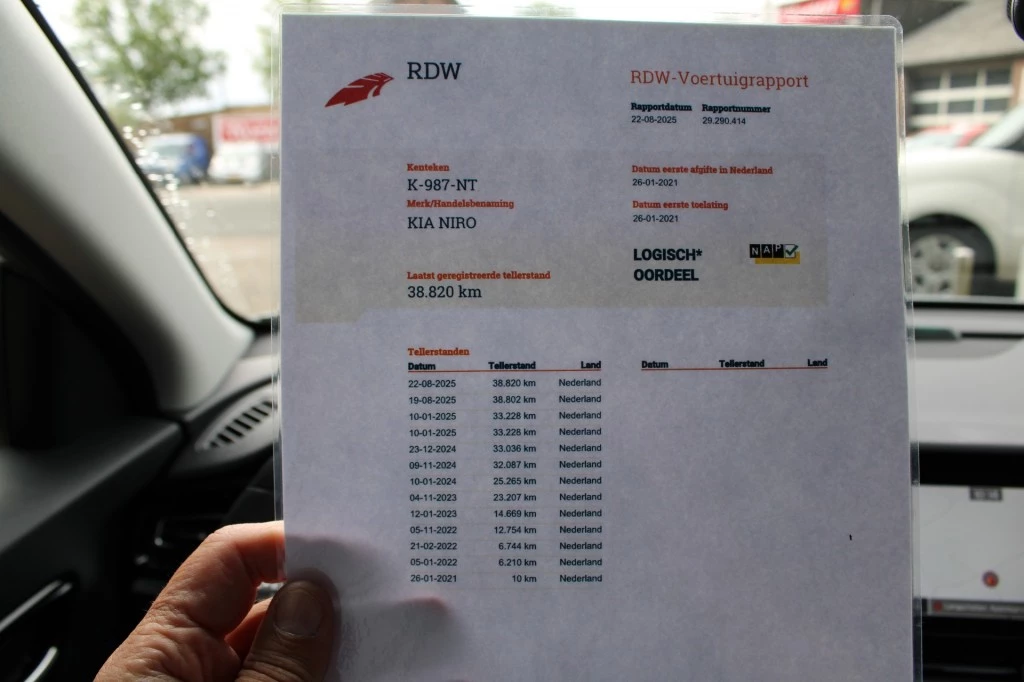 RDW
RDW-Voertuigrapport
Rapportdatum Rapportnummer
22-08-2025 29.290.414
Kenteken
K-987-NT
Merk/Handelsbenaming
KIA NIRO
Datum eerste afgifte in Nederland
26-01-2021
Datum eerste toelating
26-01-2021
LOGISCH*
OORDEEL
NAP
Laatst geregistreerde tellerstand
38.820 km
Tellerstanden
Datum Tellerstand Land
22-08-2025 38.820 km Nederland
19-08-2025 38.802 km Nederland
10-01-2025 33.228 km Nederland
10-01-2025 33.228 km Nederland
23-12-2024 33.036 km Nederland
09-11-2024 32.087 km Nederland
10-01-2024 25.265 km Nederland
04-11-2023 23.207 km Nederland
12-01-2023 14.669 km Nederland
05-11-2022 12.754 km Nederland
21-02-2022 6.744 km Nederland
05-01-2022 6.210 km Nederland
26-01-2021 10 km Nederland
Datum Tellerstand Land